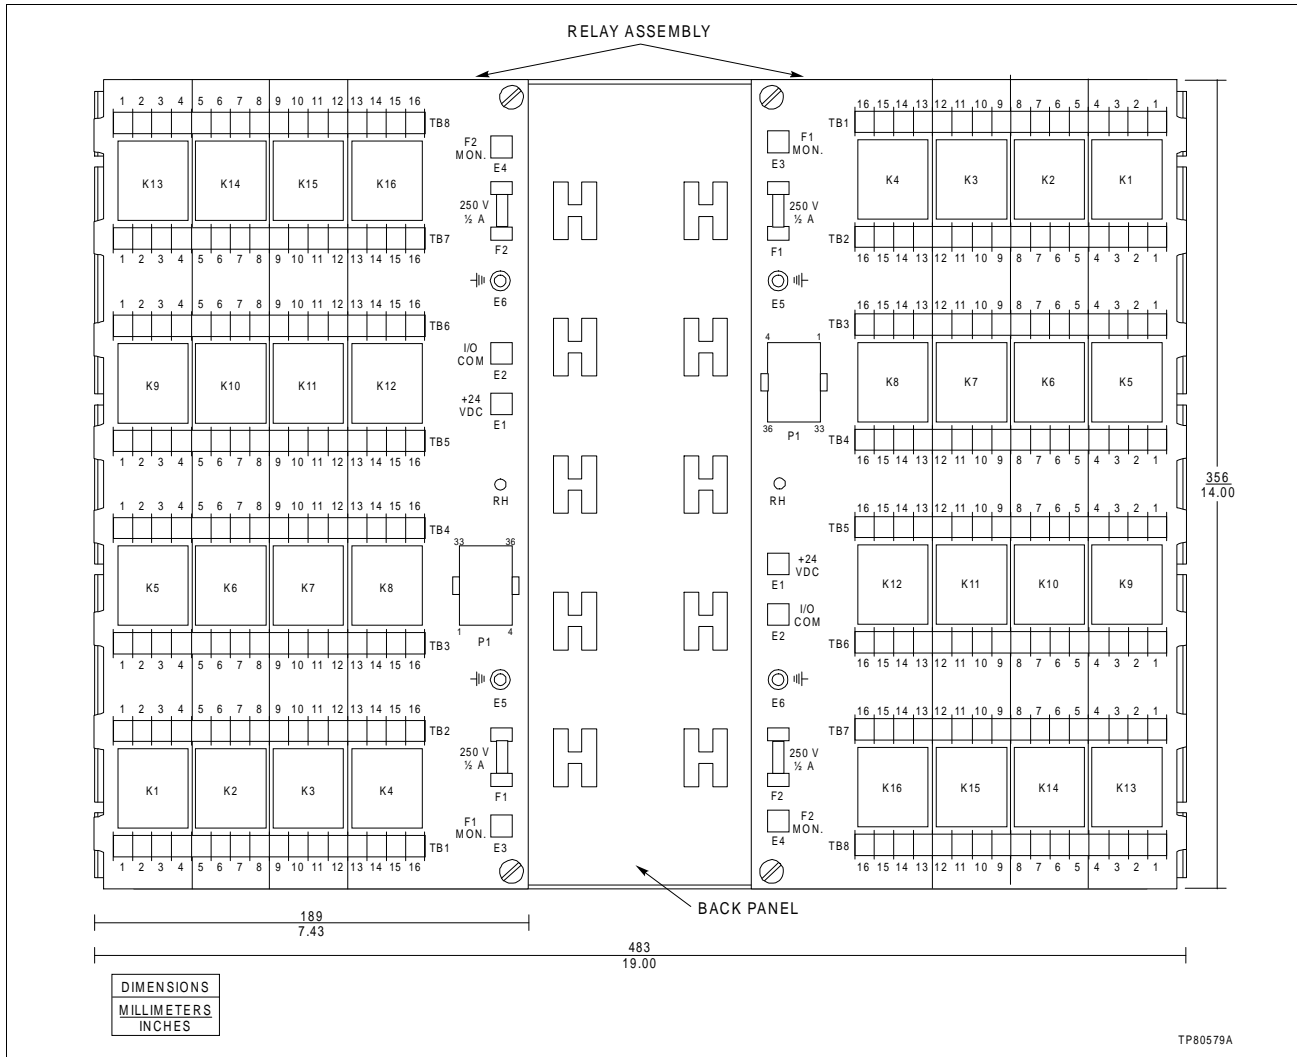 RELAY ASSEMBLY
1 2 3 4 5 6 7 8 9 10 11 12 13 14 15 16
TB8
F2
MON.
E4
K13 K14 K15 K16
250 V
½ A
TB7
F2
1 2 3 4 5 6 7 8 9 10 11 12 13 14 15 16
E6
1 2 3 4 5 6 7 8 9 10 11 12 13 14 15 16
TB6
I/O
COM
E2
K9 K10 K11 K12
+24
VDC
E1
TB5
1 2 3 4 5 6 7 8 9 10 11 12 13 14 15 16
RH
1 2 3 4 5 6 7 8 9 10 11 12 13 14 15 16
TB4
33 36
K5 K6 K7 K8
1 4
P1
TB3
1 2 3 4 5 6 7 8 9 10 11 12 13 14 15 16
E5
1 2 3 4 5 6 7 8 9 10 11 12 13 14 15 16
TB2
250 V
½ A
F1
K1 K2 K3 K4
F1
MON.
E3
TB1
1 2 3 4 5 6 7 8 9 10 11 12 13 14 15 16
16 15 14 13 12 11 10 9 8 7 6 5 4 3 2 1
TB1
F1
MON.
E3
K4 K3 K2 K1
250 V
½ A
F1
TB2
16 15 14 13 12 11 10 9 8 7 6 5 4 3 2 1
E5
16 15 14 13 12 11 10 9 8 7 6 5 4 3 2 1
TB3
4 1
K8 K7 K6 K5
36 33
P1
TB4
16 15 14 13 12 11 10 9 8 7 6 5 4 3 2 1
RH
16 15 14 13 12 11 10 9 8 7 6 5 4 3 2 1
TB5
+24
VDC
E1
K12 K11 K10 K9
I/O
COM
E2
TB6
16 15 14 13 12 11 10 9 8 7 6 5 4 3 2 1
E6
16 15 14 13 12 11 10 9 8 7 6 5 4 3 2 1
TB7
250 V
½ A
F2
K16 K15 K14 K13
F2
MON.
E4
TB8
16 15 14 13 12 11 10 9 8 7 6 5 4 3 2 1
356
14.00
BACK PANEL
189
7.43
483
19.00
DIMENSIONS
MILLIMETERS
INCHES
TP80579A